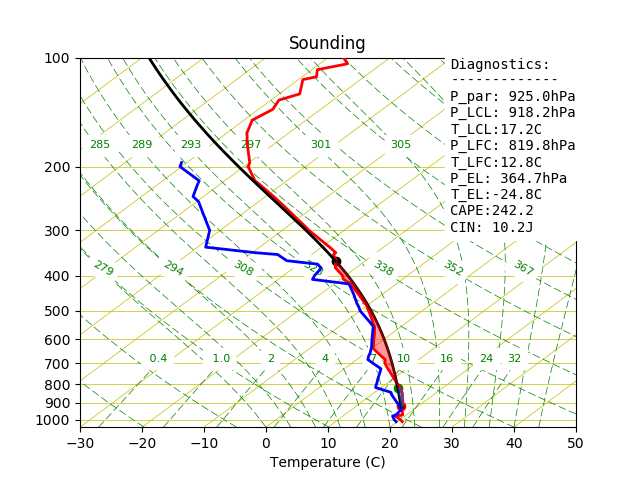 Sounding
Diagnostics:
-------------
P_par: 925.0hPa
P_LCL: 918.2hPa
T_LCL:17.2C
P_LFC: 819.8hPa
T_LFC:12.8C
P_EL: 364.7hPa
T_EL:-24.8C
CAPE:242.2
CIN: 10.2J
100
285 289 293 297 301 305
200
300
279 294 308 338 352 367
400
500
600
0.4 1.0 2 4 7 10 16 24 32
700
800
900
1000
−30 −20 −10 0 10 20 30 40 50
Temperature (C)